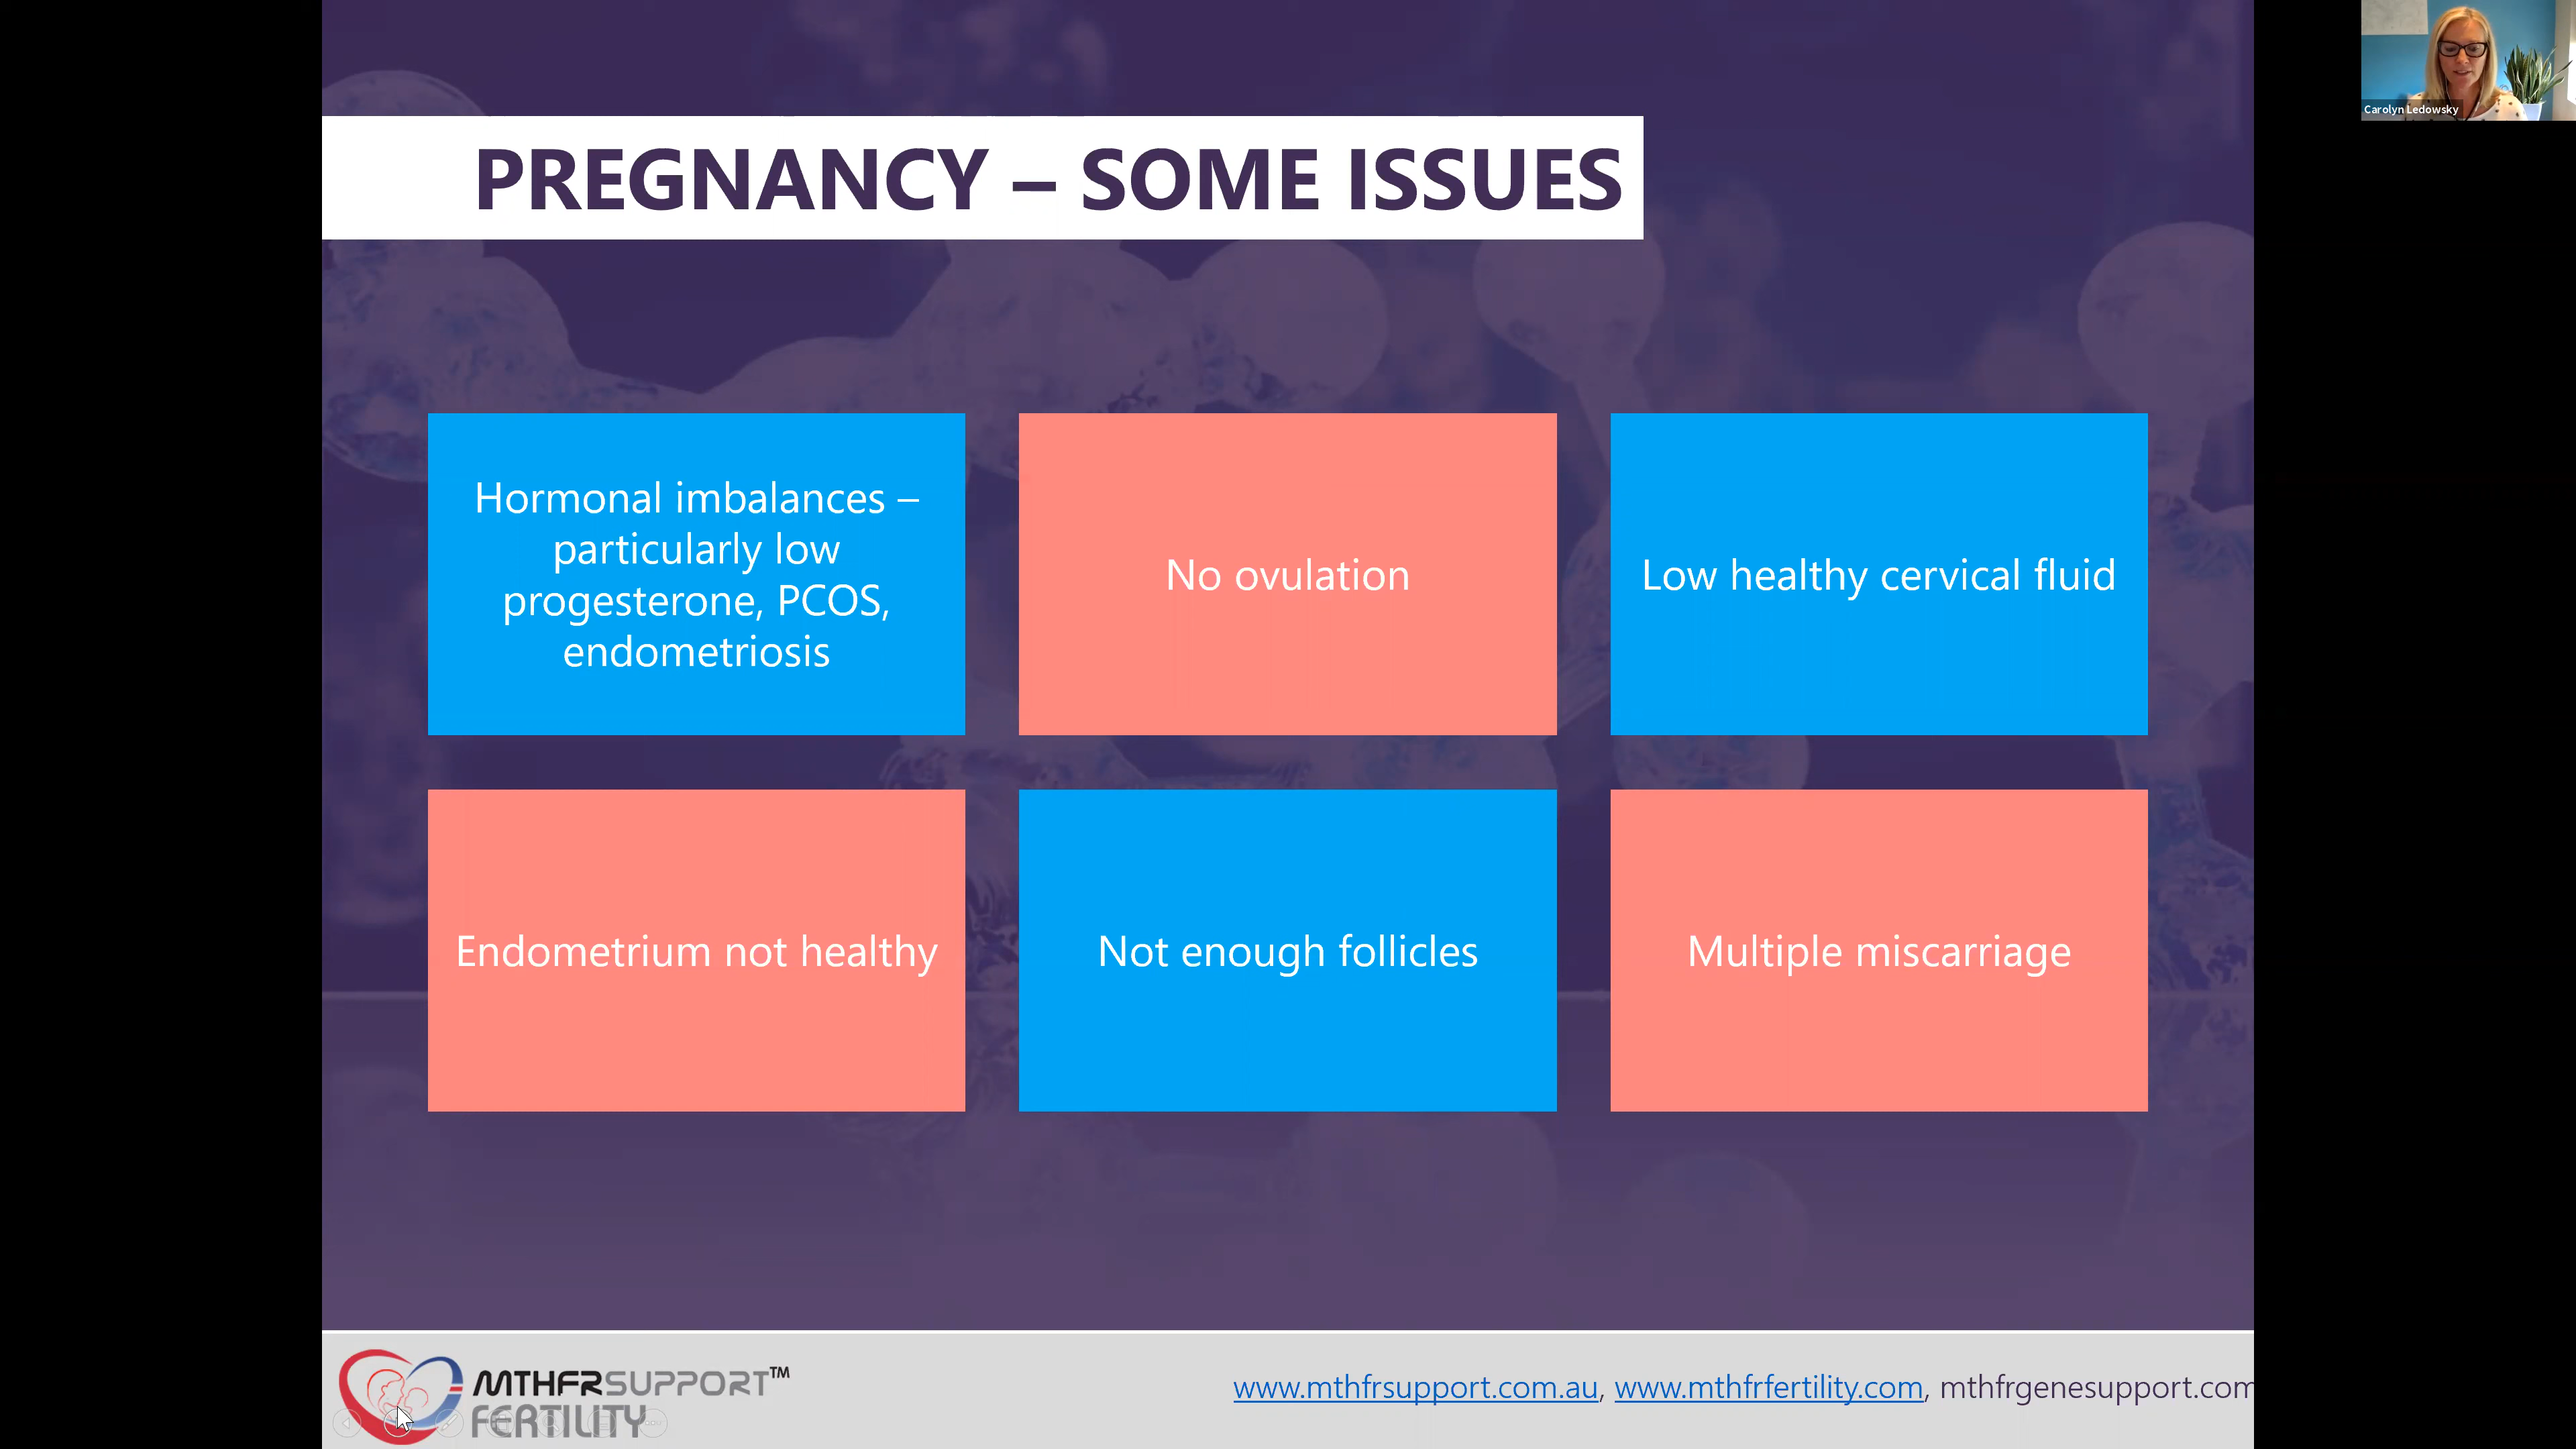 Carolyn Ledowsky
PREGNANCY – SOME ISSUES
Hormonal imbalances –
particularly low
progesterone, PCOS,
endometriosis
No ovulation
Low healthy cervical fluid
Endometrium not healthy
Not enough follicles
Multiple miscarriage
MTHFRSUPPORT™
FERTILITY
www.mthfrsupport.com.au, www.mthfrfertility.com, mthfrgenesupport.com